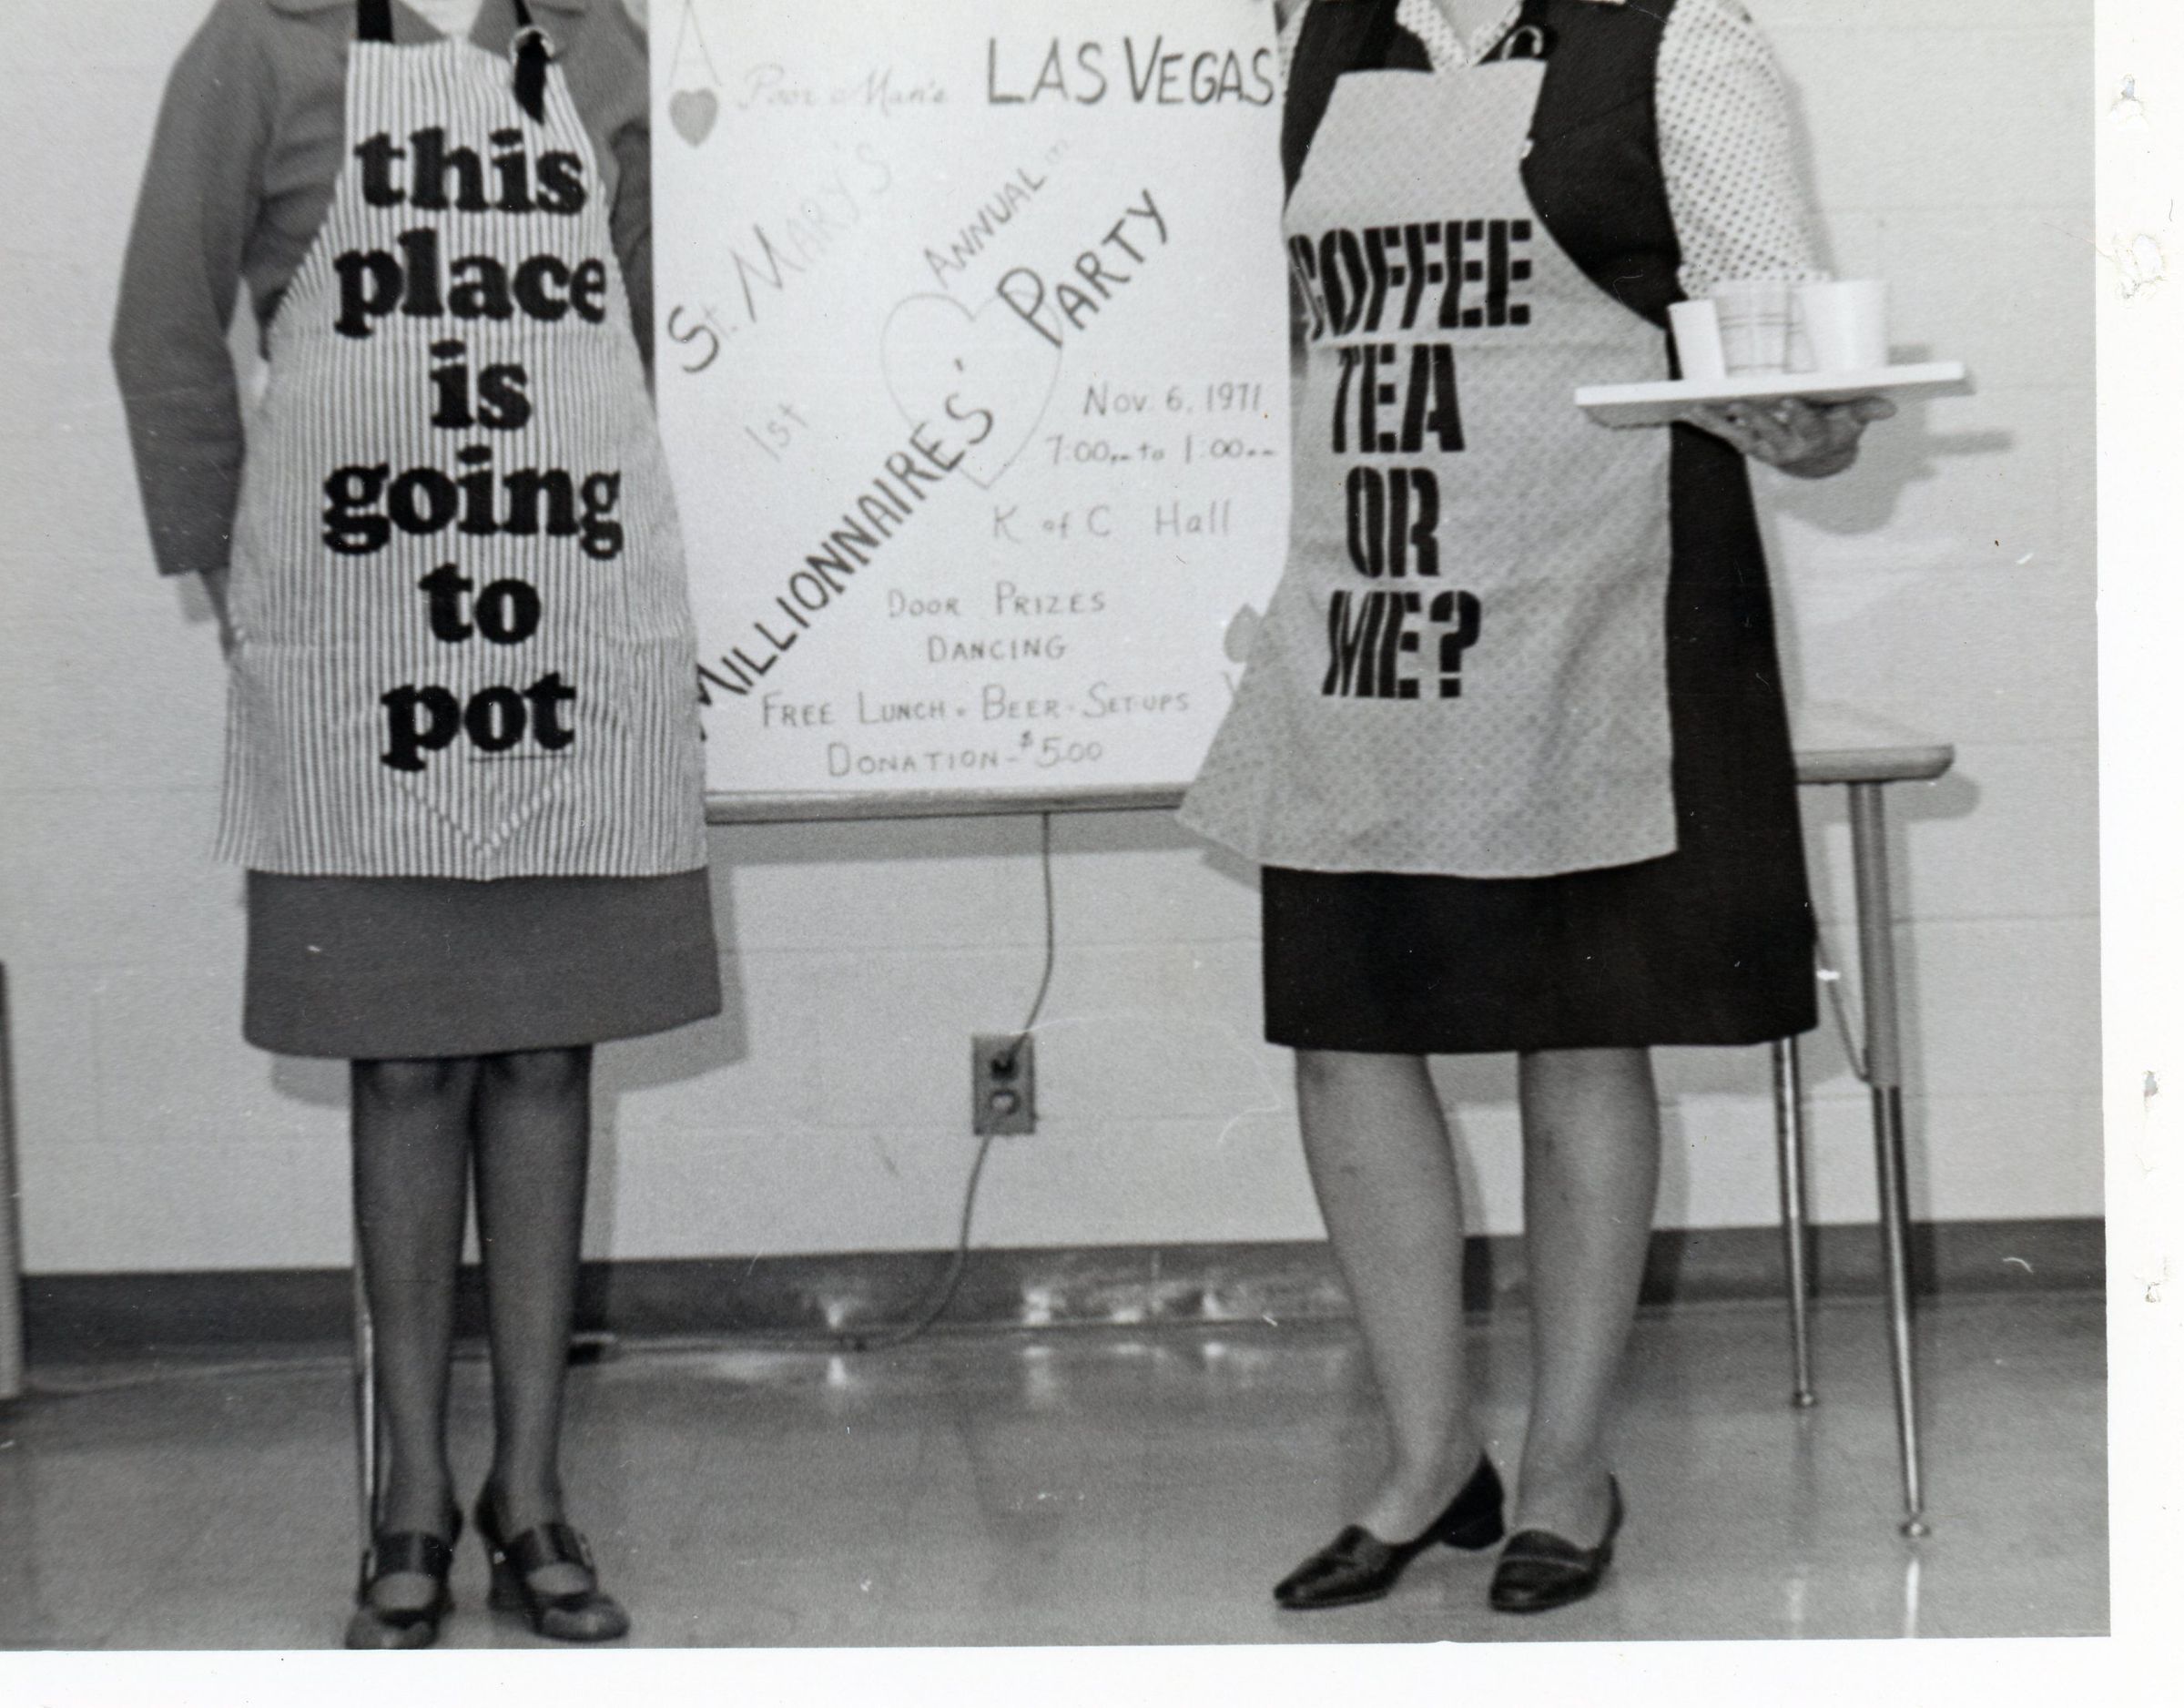 this
place
is
going
to
pot
A
Poor Man's LAS VEGAS
St. MARY'S
1st ANNUAL
MILLIONNAIRES' PARTY
Nov. 6, 1971
7:00pm to 1:00am
K of C Hall
DOOR PRIZES
DANCING
FREE LUNCH - BEER - SET-UPS
DONATION - $5.00
COFFEE
TEA
OR
ME?